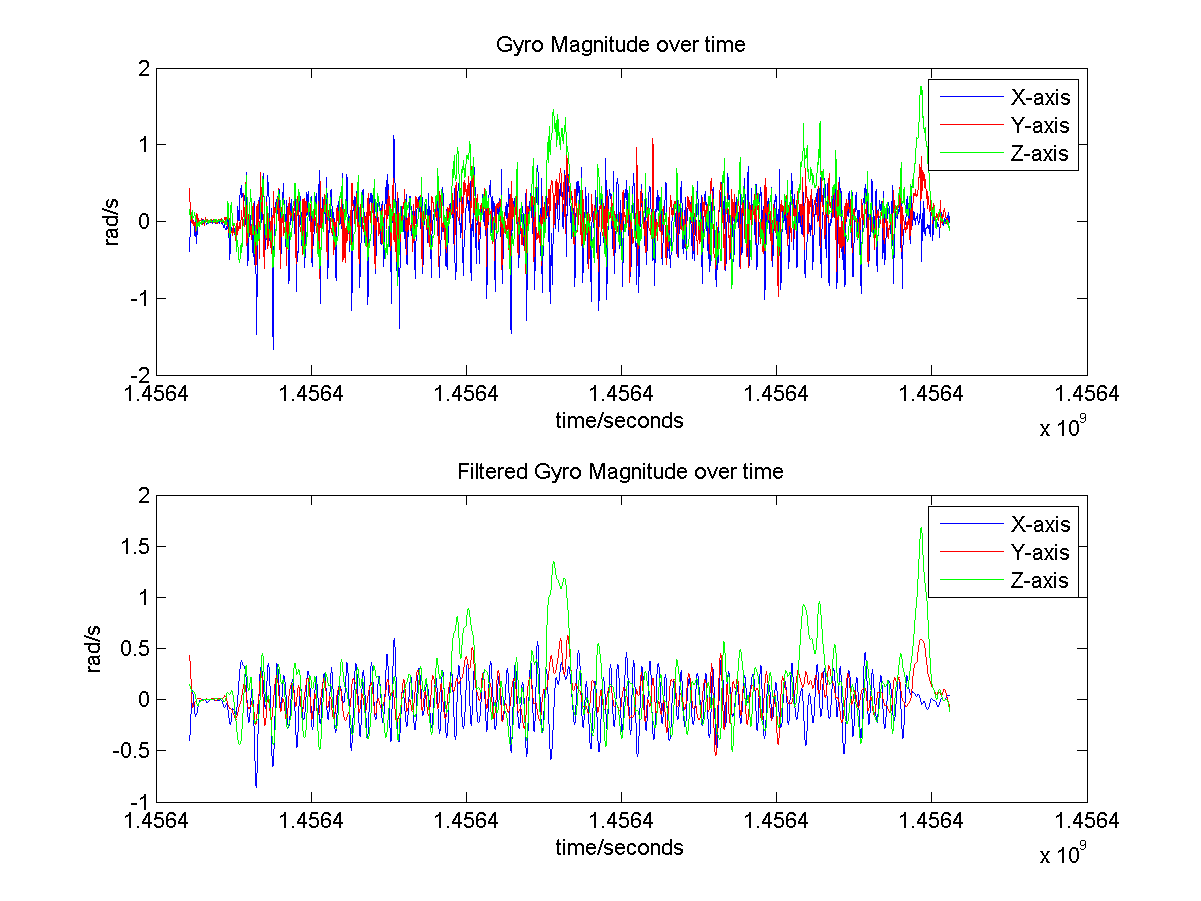 Gyro Magnitude over time
2
1
0
-1
-2
rad/s
X-axis
Y-axis
Z-axis
1.4564 1.4564 1.4564 1.4564 1.4564 1.4564 1.4564
time/seconds
x 10^9
Filtered Gyro Magnitude over time
2
1.5
1
0.5
0
-0.5
-1
rad/s
X-axis
Y-axis
Z-axis
1.4564 1.4564 1.4564 1.4564 1.4564 1.4564 1.4564
time/seconds
x 10^9